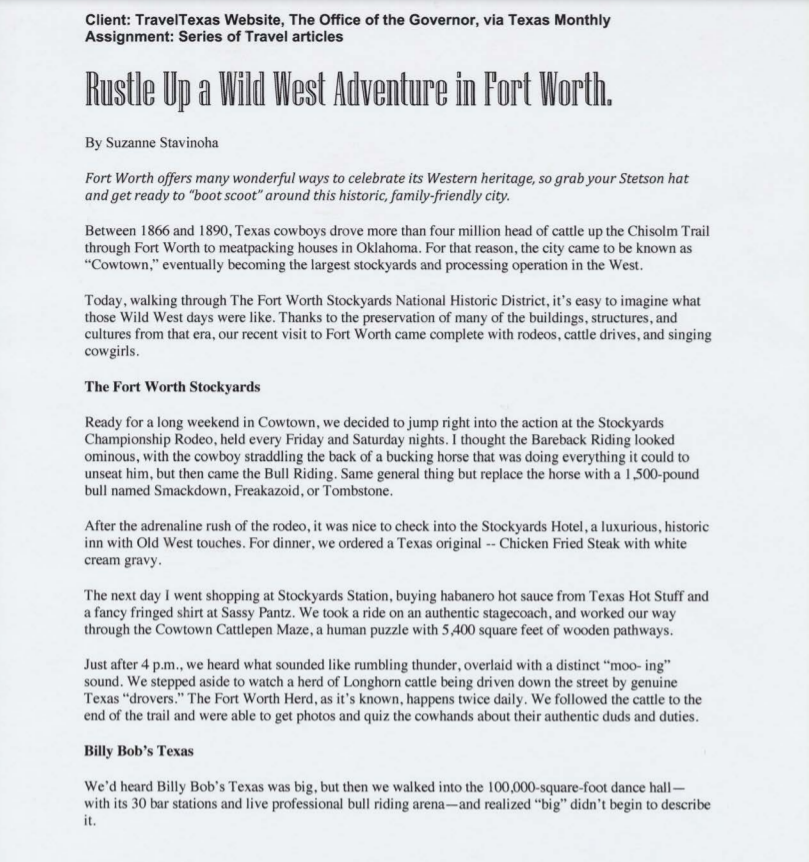 Client: TravelTexas Website, The Office of the Governor, via Texas Monthly
Assignment: Series of Travel articles
Rustle Up a Wild West Adventure in Fort Worth.
By Suzanne Stavinoha
Fort Worth offers many wonderful ways to celebrate its Western heritage, so grab your Stetson hat
and get ready to “boot scoot” around this historic, family-friendly city.
Between 1866 and 1890, Texas cowboys drove more than four million head of cattle up the Chisolm Trail
through Fort Worth to meatpacking houses in Oklahoma. For that reason, the city came to be known as
“Cowtown,” eventually becoming the largest stockyards and processing operation in the West.
Today, walking through The Fort Worth Stockyards National Historic District, it’s easy to imagine what
those Wild West days were like. Thanks to the preservation of many of the buildings, structures, and
cultures from that era, our recent visit to Fort Worth came complete with rodeos, cattle drives, and singing
cowgirls.
The Fort Worth Stockyards
Ready for a long weekend in Cowtown, we decided to jump right into the action at the Stockyards
Championship Rodeo, held every Friday and Saturday nights. I thought the Bareback Riding looked
ominous, with the cowboy straddling the back of a bucking horse that was doing everything it could to
unseat him, but then came the Bull Riding. Same general thing but replace the horse with a 1,500-pound
bull named Smackdown, Freakazoid, or Tombstone.
After the adrenaline rush of the rodeo, it was nice to check into the Stockyards Hotel, a luxurious, historic
inn with Old West touches. For dinner, we ordered a Texas original -- Chicken Fried Steak with white
cream gravy.
The next day I went shopping at Stockyards Station, buying habanero hot sauce from Texas Hot Stuff and
a fancy fringed shirt at Sassy Pantz. We took a ride on an authentic stagecoach, and worked our way
through the Cowtown Cattlepen Maze, a human puzzle with 5,400 square feet of wooden pathways.
Just after 4 p.m., we heard what sounded like rumbling thunder, overlaid with a distinct “moo- ing”
sound. We stepped aside to watch a herd of Longhorn cattle being driven down the street by genuine
Texas “drovers.” The Fort Worth Herd, as it’s known, happens twice daily. We followed the cattle to the
end of the trail and were able to get photos and quiz the cowhands about their authentic duds and duties.
Billy Bob’s Texas
We’d heard Billy Bob’s Texas was big, but then we walked into the 100,000-square-foot dance hall—
with its 30 bar stations and live professional bull riding arena—and realized “big” didn’t begin to describe
it.